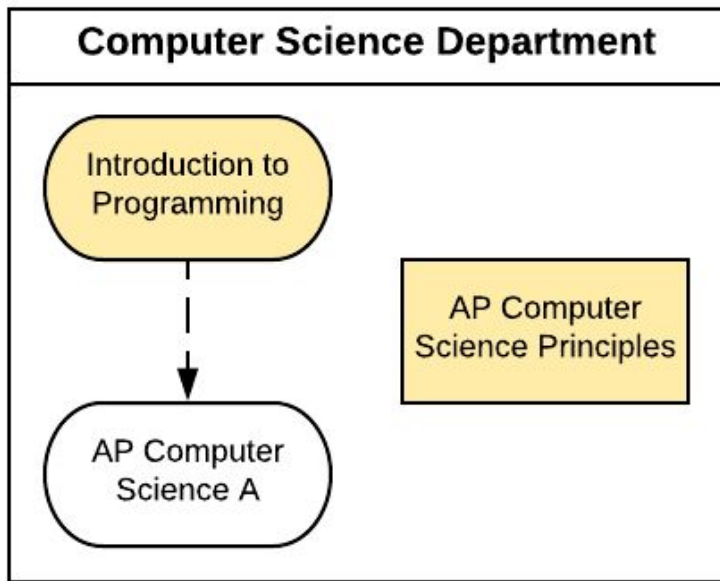 Computer Science Department
Introduction to
Programming
AP Computer
Science Principles
AP Computer
Science A